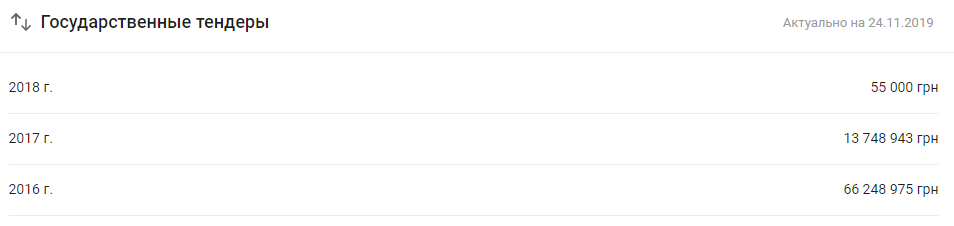 Государственные тендеры
Актуально на 24.11.2019
2018 г. 55 000 грн
2017 г. 13 748 943 грн
2016 г. 66 248 975 грн